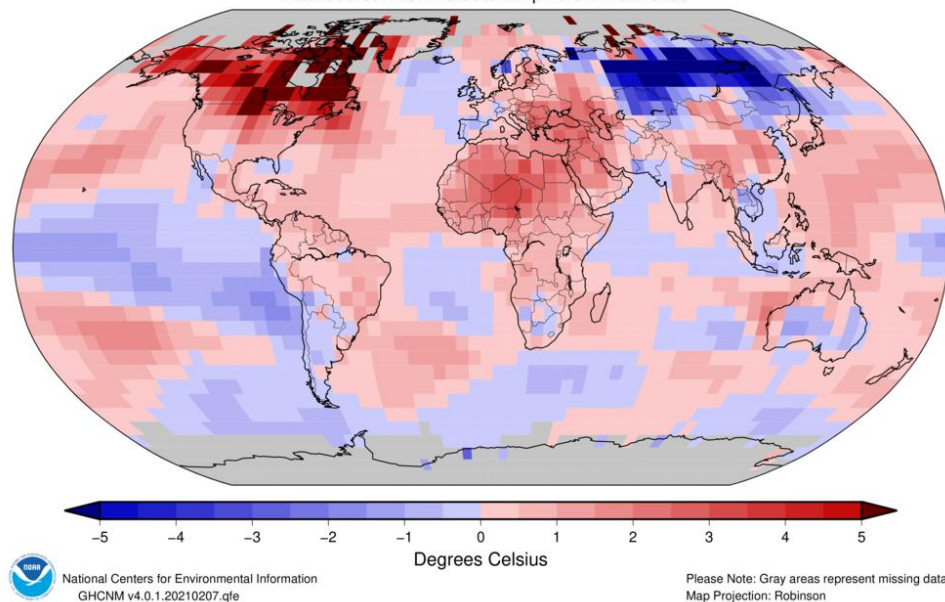 −5 −4 −3 −2 −1 0 1 2 3 4 5
Degrees Celsius
NOAA
National Centers for Environmental Information
GHCNM v4.0.1.20210207.qfe
Please Note: Gray areas represent missing data
Map Projection: Robinson